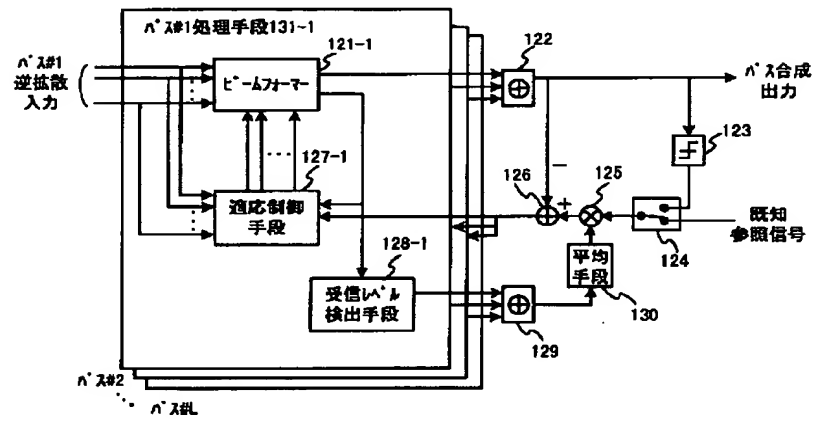 パス#1処理手段131-1
121-1
122
パス#1
逆拡散
入力
ビームフォーマー
パス合成
出力
123
127-1
126
125
適応制御
手段
既知
参照信号
124
128-1
平均
手段
受信レベル
検出手段
130
129
パス#2
パス#L